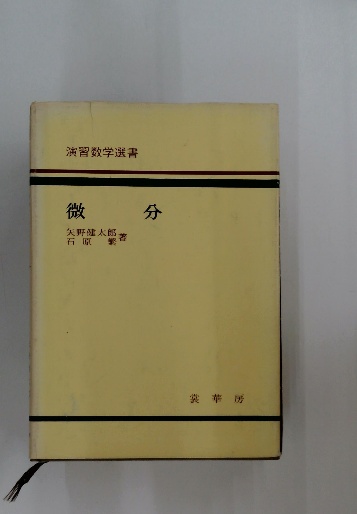 演習数学選書
微 分
矢野健太郎
石原 繁 著
裳華房